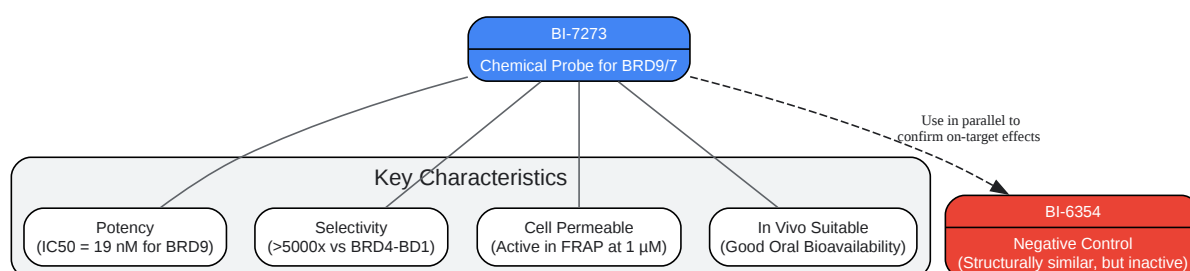 BI-7273
Chemical Probe for BRD9/7
Use in parallel to
confirm on-target effects
Key Characteristics
Potency
(IC50 = 19 nM for BRD9)
Selectivity
(>5000x vs BRD4-BD1)
Cell Permeable
(Active in FRAP at 1 µM)
In Vivo Suitable
(Good Oral Bioavailability)
BI-6354
Negative Control
(Structurally similar, but inactive)